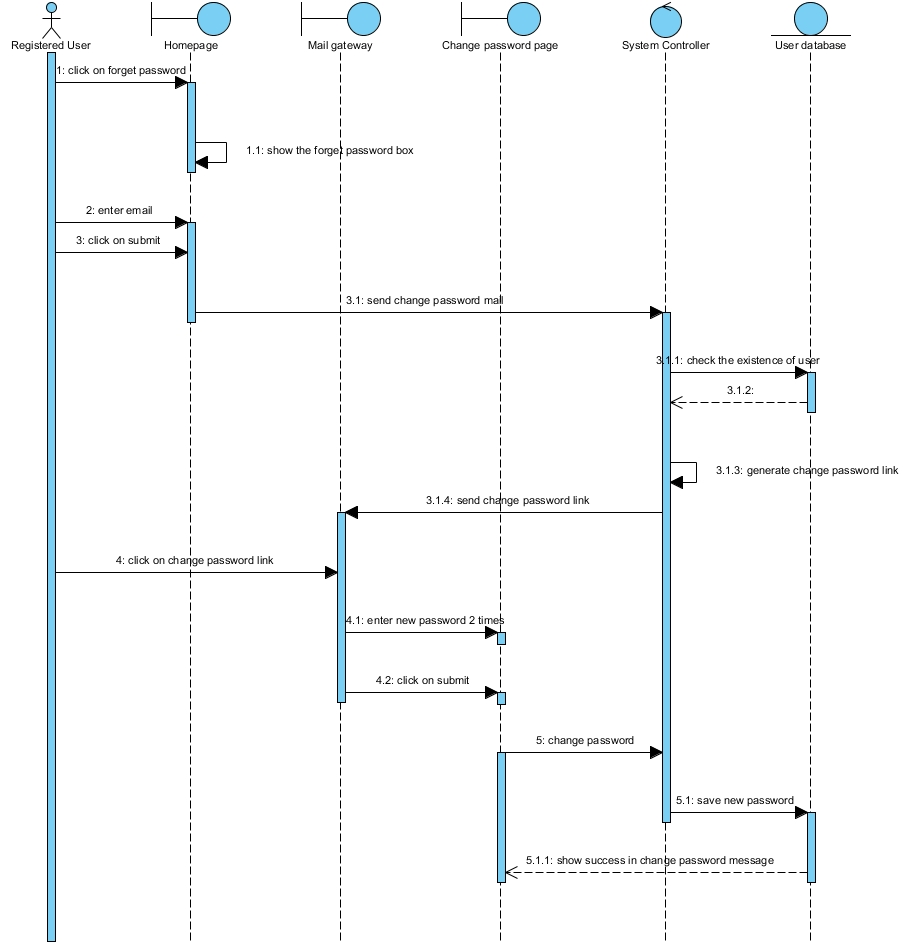 Registered User
Homepage
Mail gateway
Change password page
System Controller
User database
1: click on forget password
1.1: show the forget password box
2: enter email
3: click on submit
3.1: send change password mail
3.1.1: check the existence of user
3.1.2:
3.1.3: generate change password link
3.1.4: send change password link
4: click on change password link
4.1: enter new password 2 times
4.2: click on submit
5: change password
5.1: save new password
5.1.1: show success in change password message